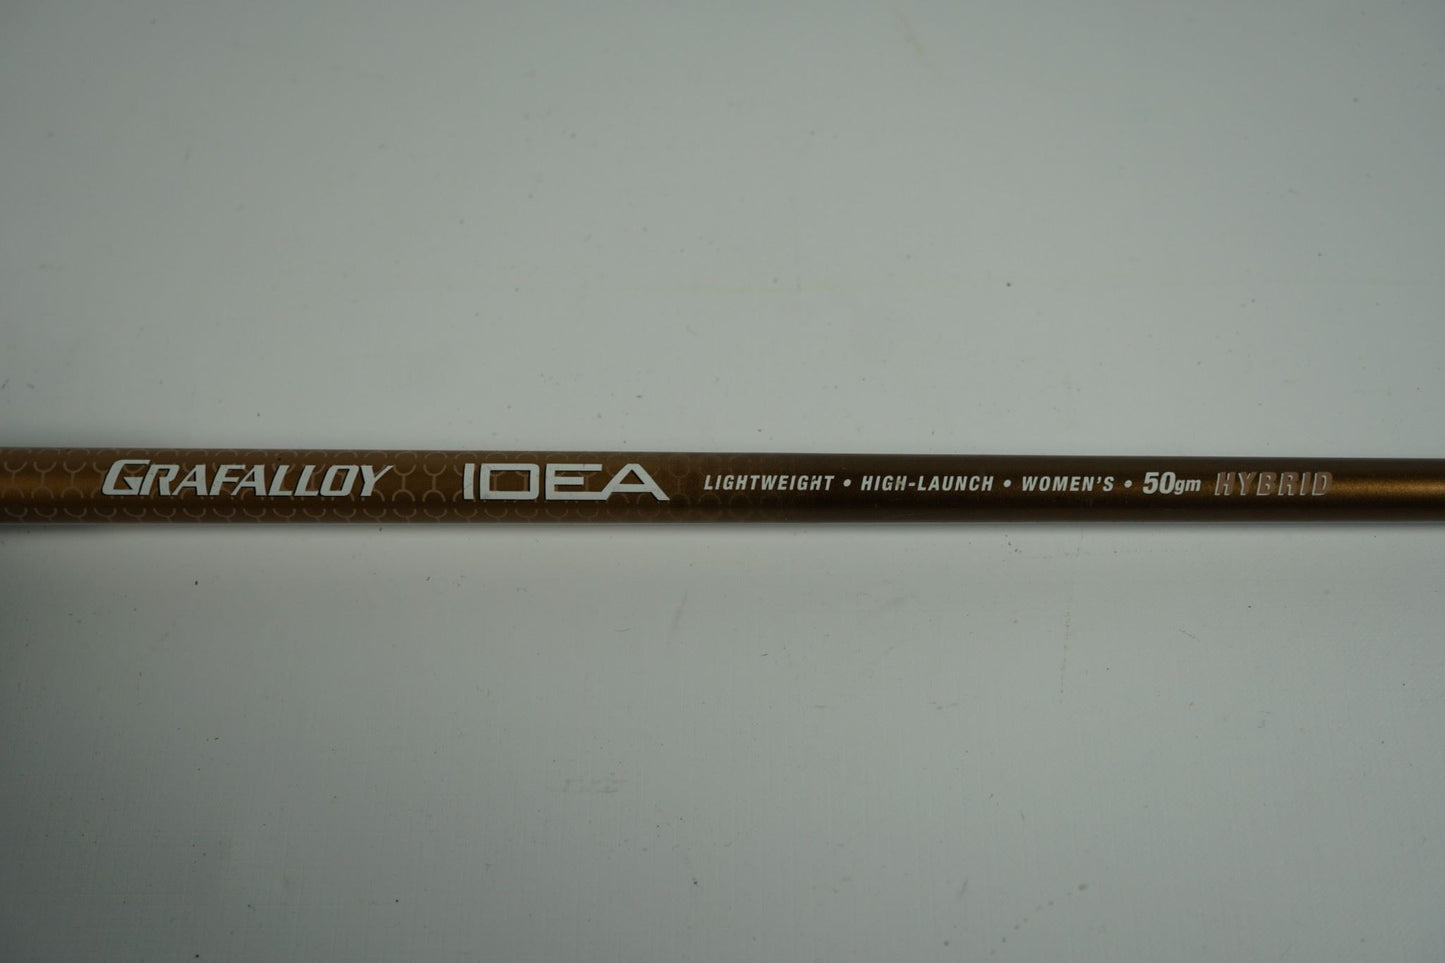 GRAFALLOY IDEA LIGHTWEIGHT • HIGH-LAUNCH • WOMEN'S • 50gm HYBRID